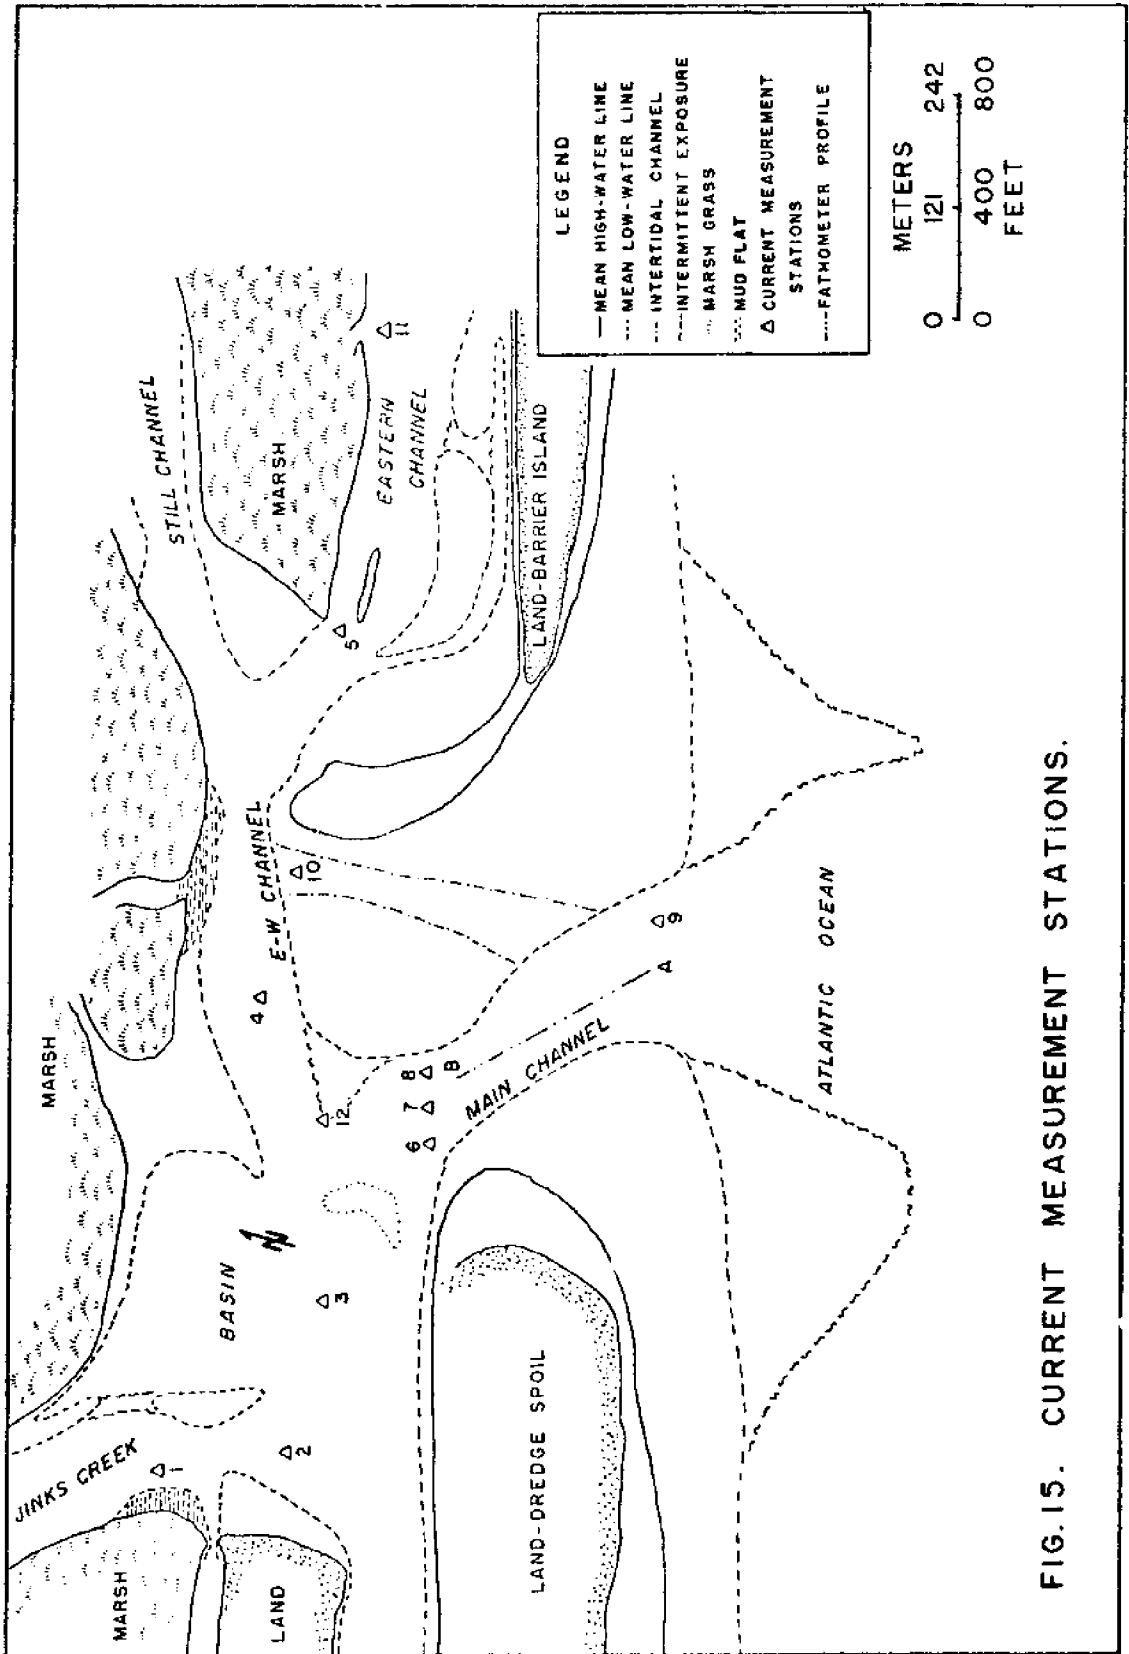 MARSH
JINKS CREEK
1
MARSH
LAND
2
BASIN
N
3
LAND-DREDGE SPOIL
MARSH
12
6
7
8
B
MAIN CHANNEL
A
4
E-W CHANNEL
10
9
ATLANTIC OCEAN
STILL CHANNEL
MARSH
5
EASTERN
CHANNEL
11
LAND-BARRIER ISLAND
LEGEND
MEAN HIGH-WATER LINE
MEAN LOW-WATER LINE
INTERTIDAL CHANNEL
INTERMITTENT EXPOSURE
MARSH GRASS
MUD FLAT
Δ CURRENT MEASUREMENT
STATIONS
FATHOMETER PROFILE
METERS
0 121 242
0 400 800
FEET
FIG. 15. CURRENT MEASUREMENT STATIONS.